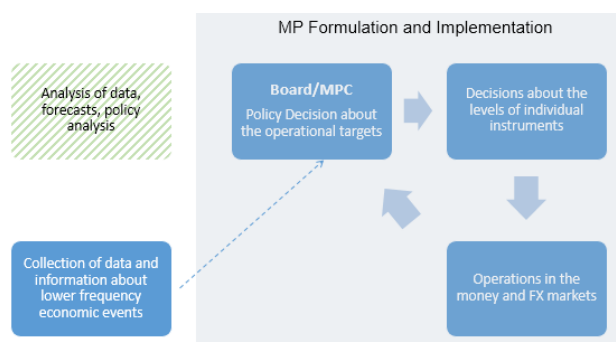 MP Formulation and Implementation
Analysis of data,
forecasts, policy
analysis
Board/MPC
Policy Decision about
the operational targets
Decisions about the
levels of individual
instruments
Collection of data and
information about
lower frequency
economic events
Operations in the
money and FX markets